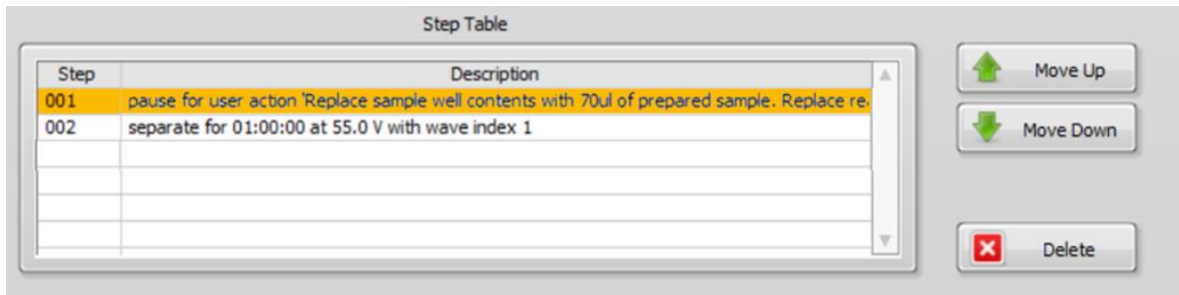 Step Table
Step Description
001 pause for user action 'Replace sample well contents with 70ul of prepared sample. Replace re
002 separate for 01:00:00 at 55.0 V with wave index 1
Move Up
Move Down
Delete